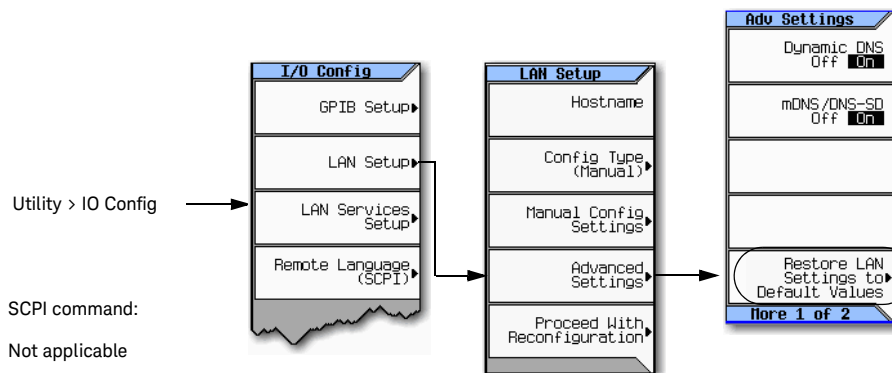 Utility > IO Config
SCPI command:
Not applicable
I/O Config
GPIB Setup
LAN Setup
LAN Services
Setup
Remote Language
(SCPI)
LAN Setup
Hostname
Config Type
(Manual)
Manual Config
Settings
Advanced
Settings
Proceed With
Reconfiguration
Adv Settings
Dynamic DNS
Off On
mDNS/DNS-SD
Off On
Restore LAN
Settings to
Default Values
More 1 of 2